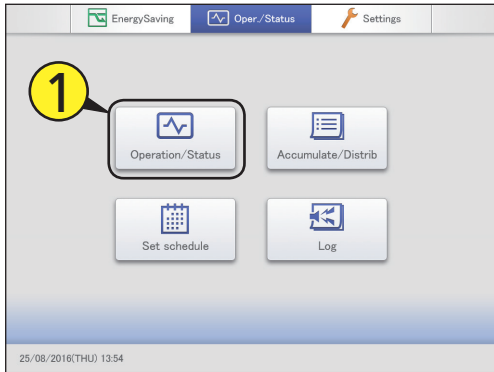 EnergySaving
Oper./Status
Settings
1
Operation/Status
Accumulate/Distrib
Set schedule
Log
25/08/2016(THU) 13:54